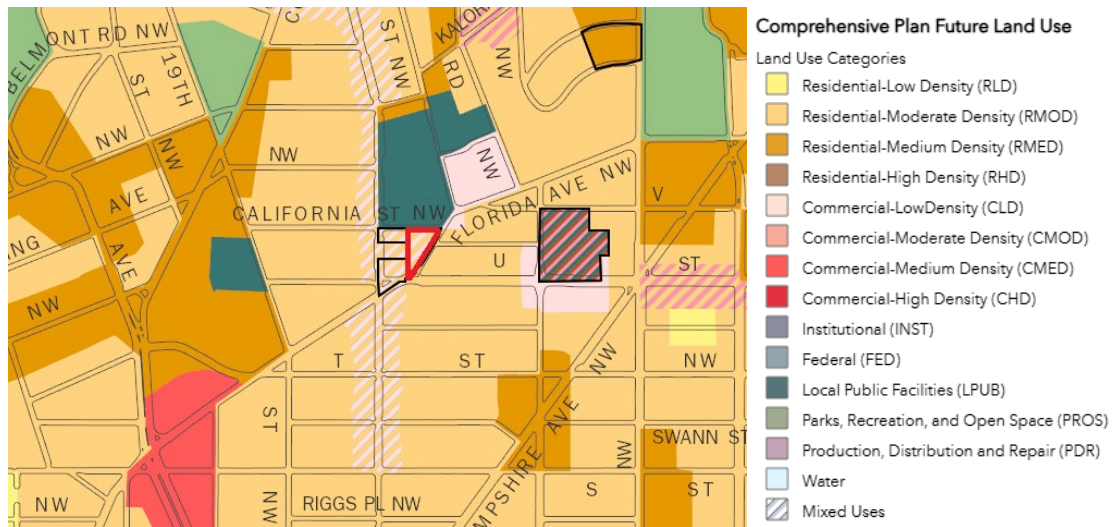 BELMONT RD NW
19TH
ST
NW
ST NW
KALOR
RD
NW
NW
NW
NW
AVE
CALIFORNIA ST NW
FLORIDA AVE NW
V
ING
AVE
U
ST
NW
T
ST
NW
NW
ST
HIRE AVE
MPSHIRE
NW
SWANN ST
NW
NW
RIGGS PL NW
S
ST
Comprehensive Plan Future Land Use
Land Use Categories
Residential-Low Density (RLD)
Residential-Moderate Density (RMOD)
Residential-Medium Density (RMED)
Residential-High Density (RHD)
Commercial-LowDensity (CLD)
Commercial-Moderate Density (CMOD)
Commercial-Medium Density (CMED)
Commercial-High Density (CHD)
Institutional (INST)
Federal (FED)
Local Public Facilities (LPUB)
Parks, Recreation, and Open Space (PROS)
Production, Distribution and Repair (PDR)
Water
Mixed Uses